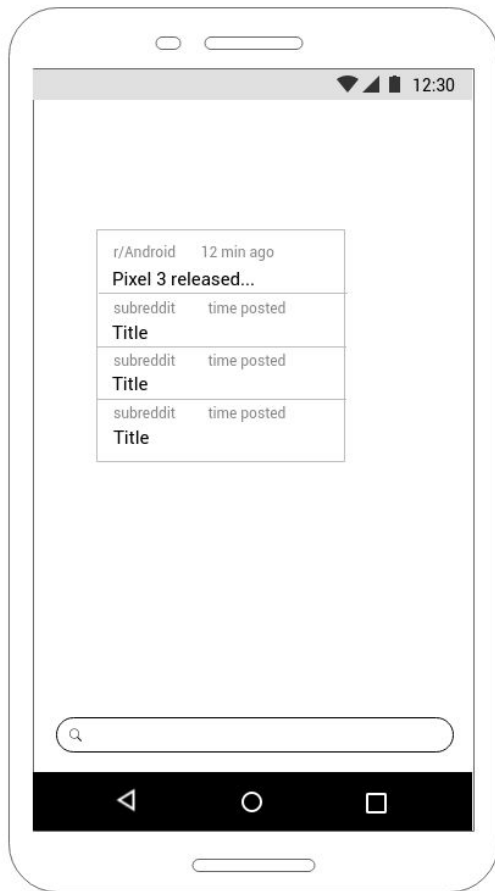 12:30
r/Android 12 min ago
Pixel 3 released...
subreddit time posted
Title
subreddit time posted
Title
subreddit time posted
Title